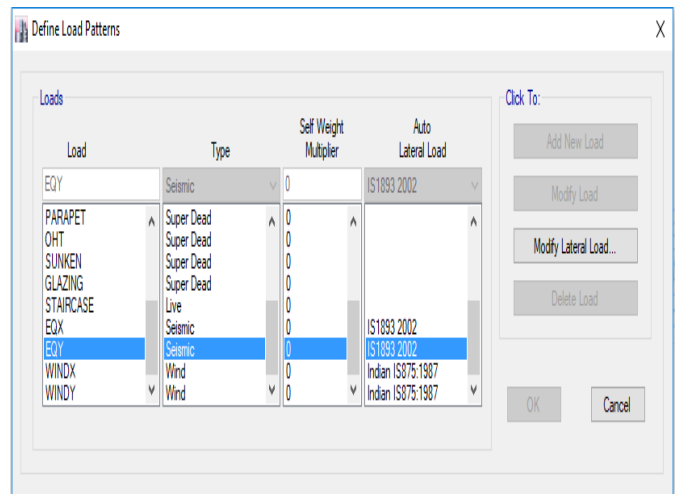 Define Load Patterns
Loads
Click To:
Load Type Self Weight Multiplier Auto Lateral Load
EQY Seismic 0 IS1893 2002
PARAPET Super Dead 0
OHT Super Dead 0
SUNKEN Super Dead 0
GLAZING Super Dead 0
STAIRCASE Live 0
EQX Seismic 0 IS1893 2002
EQY Seismic 0 IS1893 2002
WINDX Wind 0 Indian IS875:1987
WINDY Wind 0 Indian IS875:1987
Add New Load
Modify Load
Modify Lateral Load...
Delete Load
OK Cancel